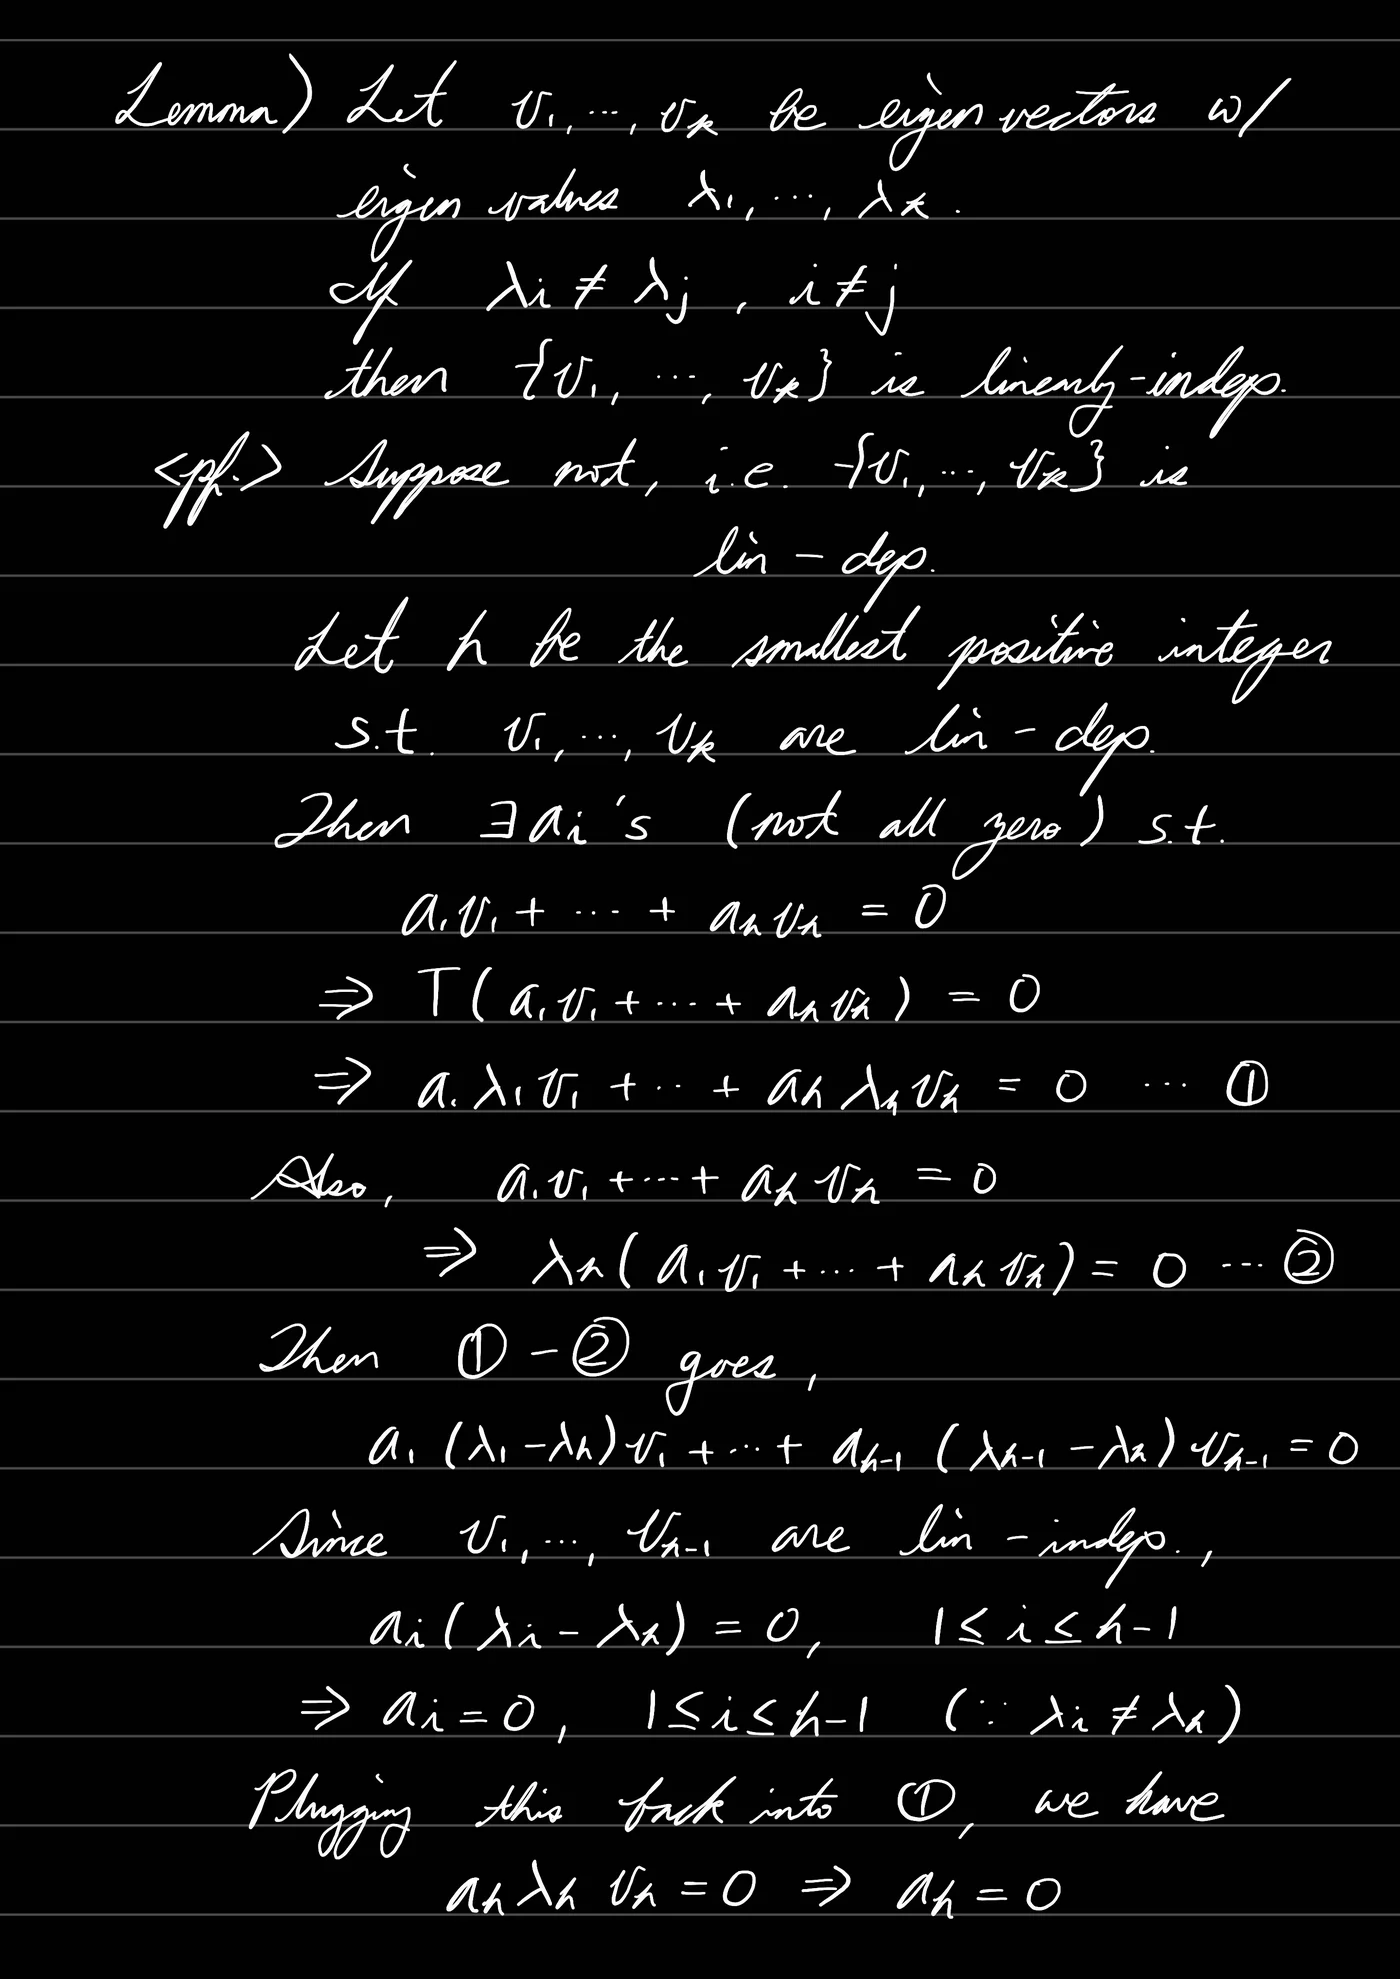 Lemma) Let v₁, ⋯, vₖ be eigen vectors w/
eigen values λ₁, ⋯, λₖ.
If λᵢ ≠ λⱼ , i ≠ j
then {v₁, ⋯, vₖ} is linearly-indep.
<pf.> Suppose not, i.e. {v₁, ⋯, vₖ} is
lin - dep.
Let h be the smallest positive integer
s.t. v₁, ⋯, vₖ are lin - dep.
Then ∃aᵢ's (not all zero) s.t.
a₁v₁ + ⋯ + aₕvₕ = 0
⇒ T(a₁v₁ + ⋯ + aₕvₕ) = 0
⇒ a₁λ₁v₁ + ⋯ + aₕλₕvₕ = 0 ⋯ ①
Also, a₁v₁ + ⋯ + aₕvₕ = 0
⇒ λₕ(a₁v₁ + ⋯ + aₕvₕ) = 0 ⋯ ②
Then ① - ② goes,
a₁(λ₁ - λₕ)v₁ + ⋯ + aₕ₋₁(λₕ₋₁ - λₕ)vₕ₋₁ = 0
Since v₁, ⋯, vₕ₋₁ are lin - indep.,
aᵢ(λᵢ - λₕ) = 0, 1 ≤ i ≤ h-1
⇒ aᵢ = 0, 1 ≤ i ≤ h-1 (∵ λᵢ ≠ λₕ)
Plugging this back into ①, we have
aₕλₕvₕ = 0 ⇒ aₕ = 0